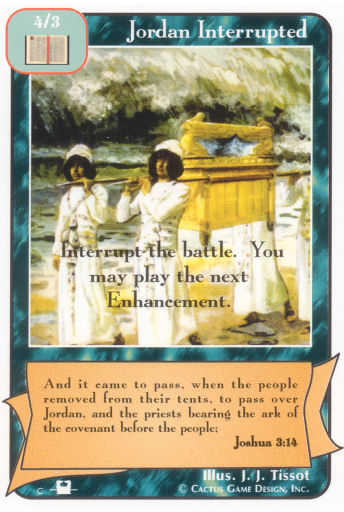 4/3
Jordan Interrupted
Interrupt the battle. You
may play the next
Enhancement.
And it came to pass, when the people
removed from their tents, to pass over
Jordan, and the priests bearing the ark of
the covenant before the people;
Joshua 3:14
Illus. J. J. Tissot
C
© Cactus Game Design, Inc.